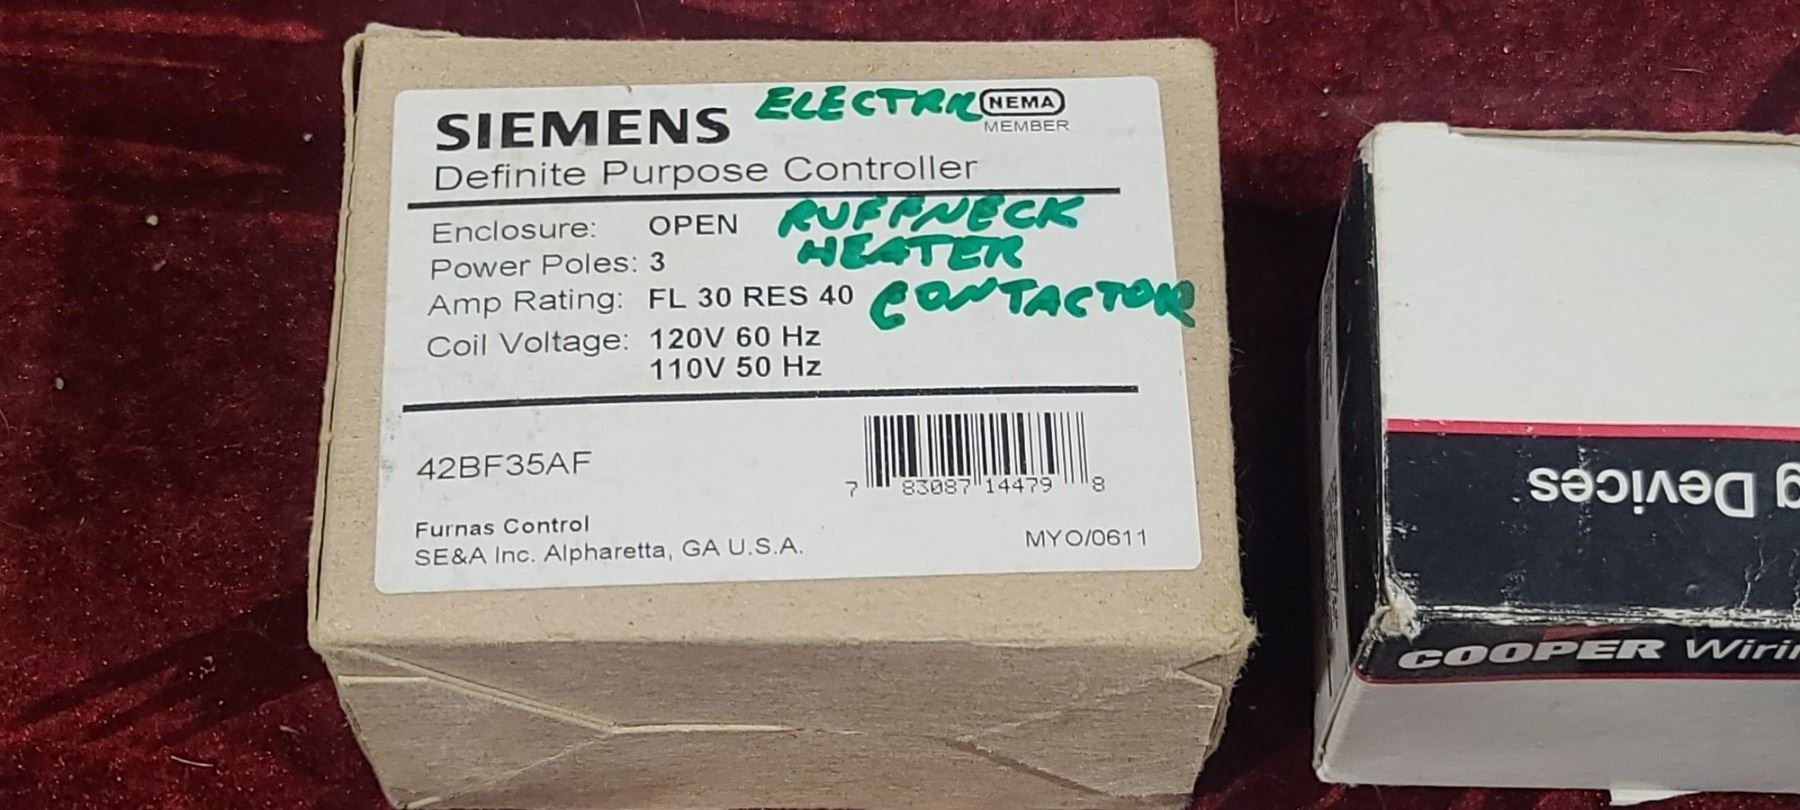 SIEMENS ELECTRIC NEMA
MEMBER
Definite Purpose Controller
Enclosure: OPEN RUFFNECK
HEATER
Power Poles: 3
Amp Rating: FL 30 RES 40 CONTACTOR
Coil Voltage: 120V 60 Hz
110V 50 Hz
42BF35AF
7 83087 14479 8
Furnas Control
SE&A Inc. Alpharetta, GA U.S.A.
MYO/0611
g Devices
COOPER Wirin